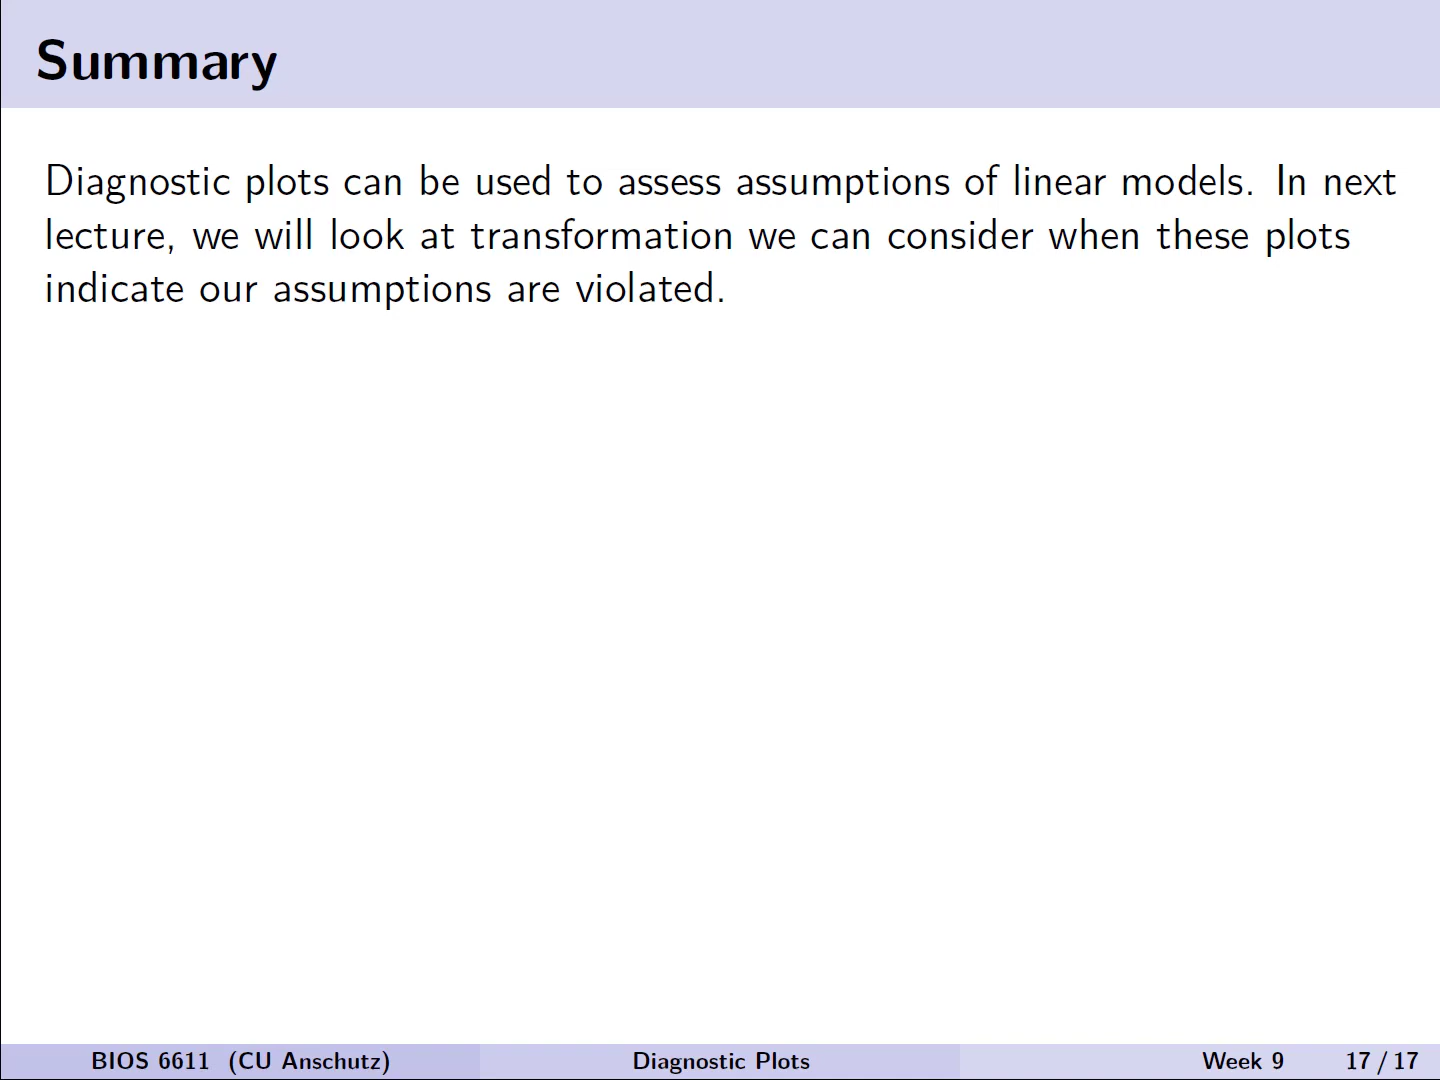 Summary
Diagnostic plots can be used to assess assumptions of linear models. In next
lecture, we will look at transformation we can consider when these plots
indicate our assumptions are violated.
BIOS 6611 (CU Anschutz) Diagnostic Plots Week 9 17 / 17